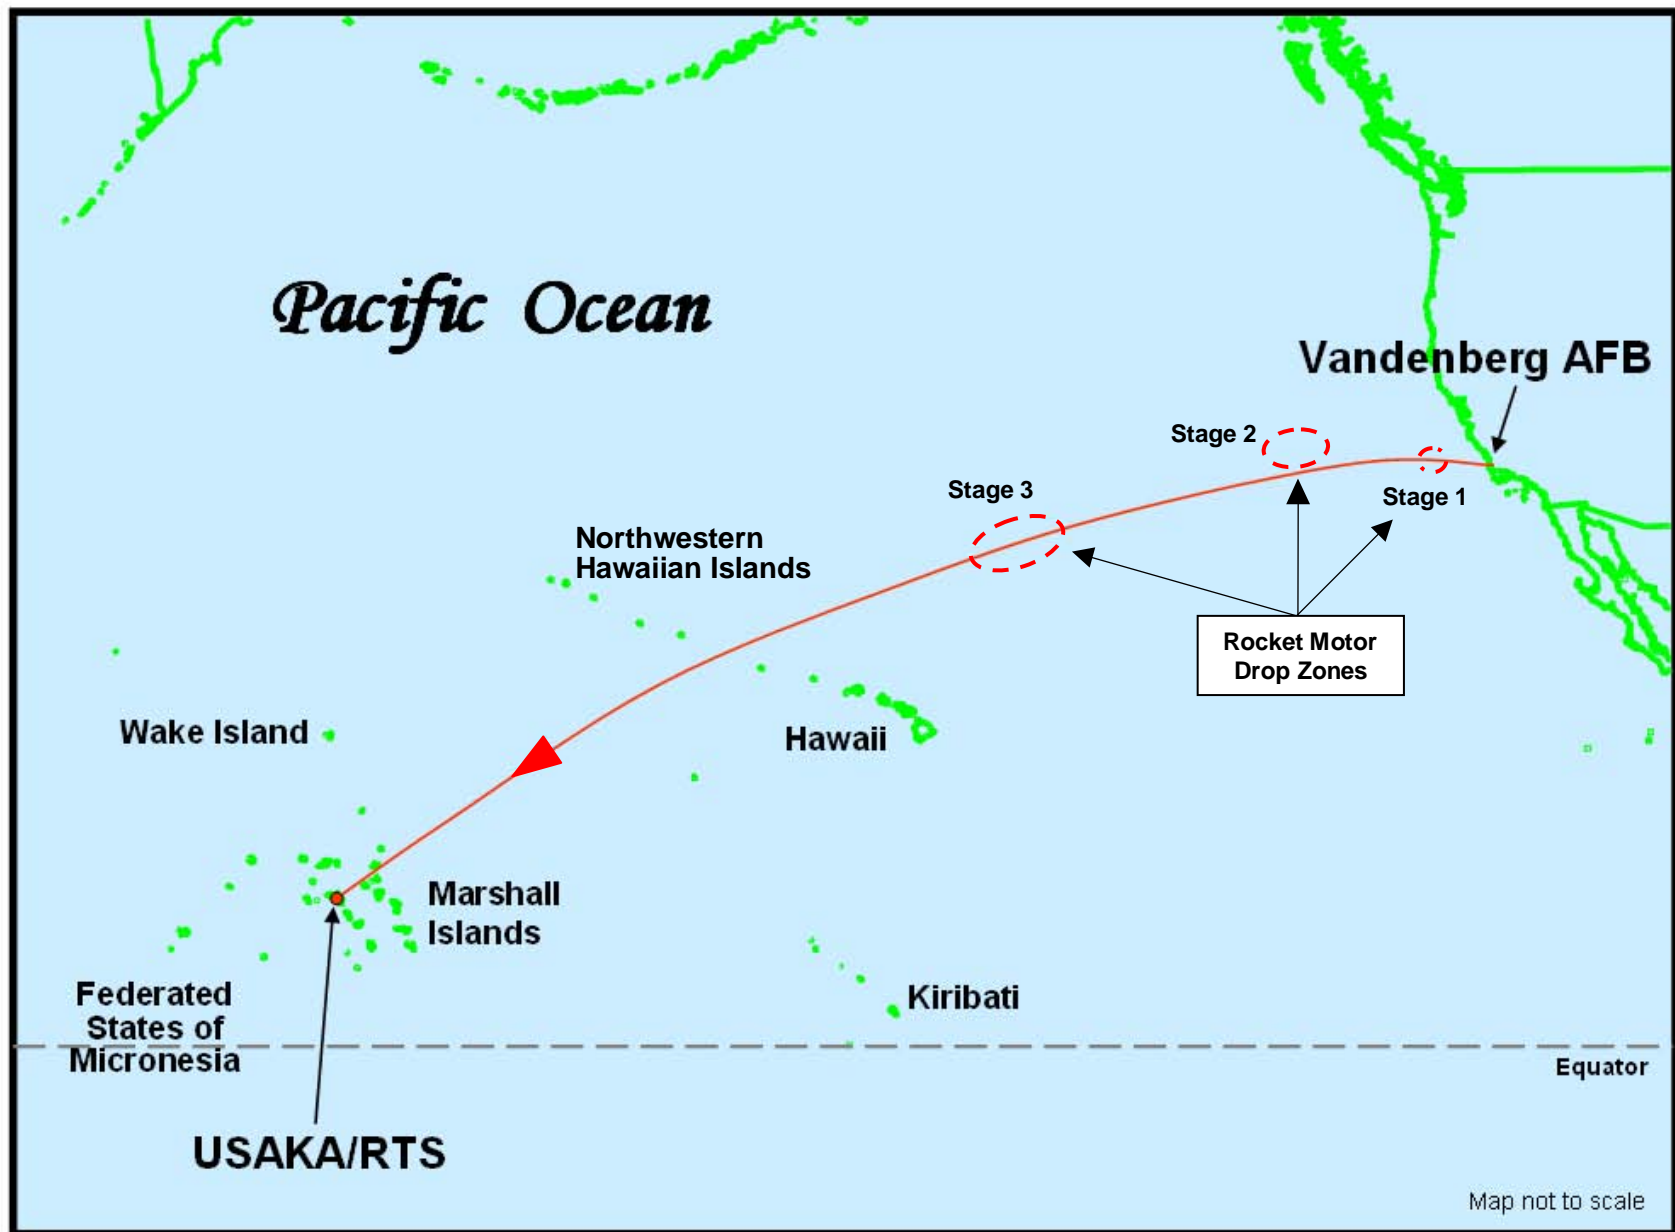 Pacific Ocean
Vandenberg AFB
Stage 2
Stage 1
Stage 3
Northwestern
Hawaiian Islands
Rocket Motor
Drop Zones
Wake Island
Hawaii
Marshall
Islands
Federated
States of
Micronesia
Kiribati
Equator
USAKA/RTS
Map not to scale